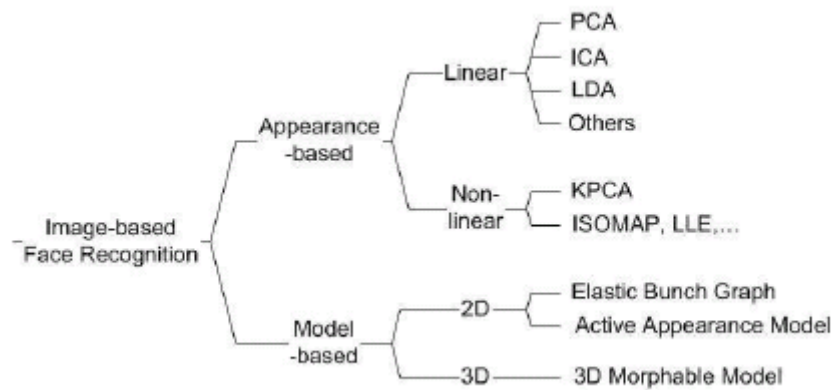 PCA
ICA
Linear
LDA
Appearance
-based
Others
Non-
linear
KPCA
ISOMAP, LLE,...
Image-based
Face Recognition
Elastic Bunch Graph
2D
Active Appearance Model
Model
-based
3D
3D Morphable Model